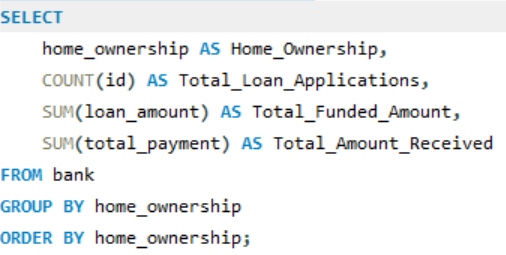 SELECT
    home_ownership AS Home_Ownership,
    COUNT(id) AS Total_Loan_Applications,
    SUM(loan_amount) AS Total_Funded_Amount,
    SUM(total_payment) AS Total_Amount_Received
FROM bank
GROUP BY home_ownership
ORDER BY home_ownership;